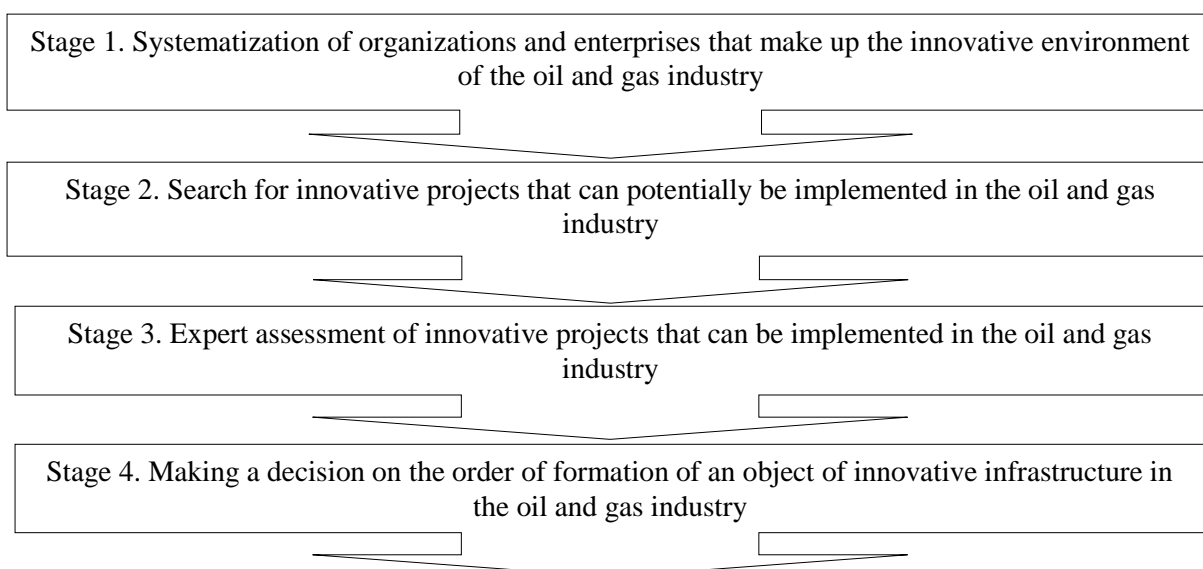 Stage 1. Systematization of organizations and enterprises that make up the innovative environment
of the oil and gas industry
Stage 2. Search for innovative projects that can potentially be implemented in the oil and gas
industry
Stage 3. Expert assessment of innovative projects that can be implemented in the oil and gas
industry
Stage 4. Making a decision on the order of formation of an object of innovative infrastructure in
the oil and gas industry